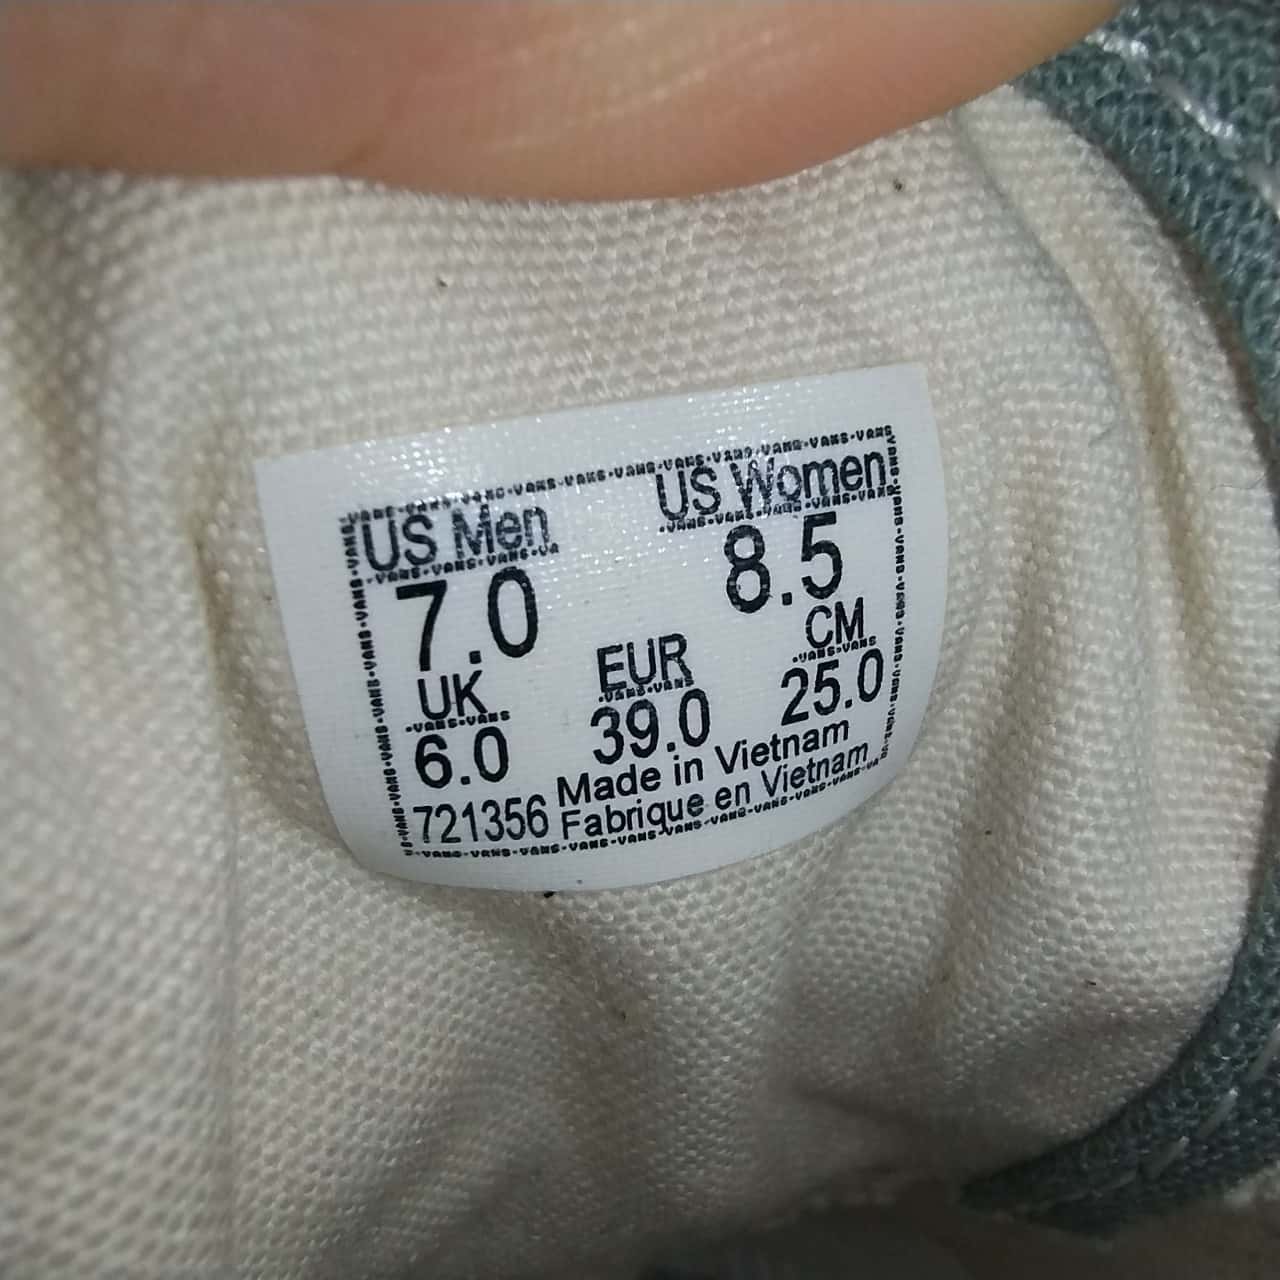 US Men US Women
7.0 8.5
UK EUR CM
6.0 39.0 25.0
Made in Vietnam
721356 Fabrique en Vietnam